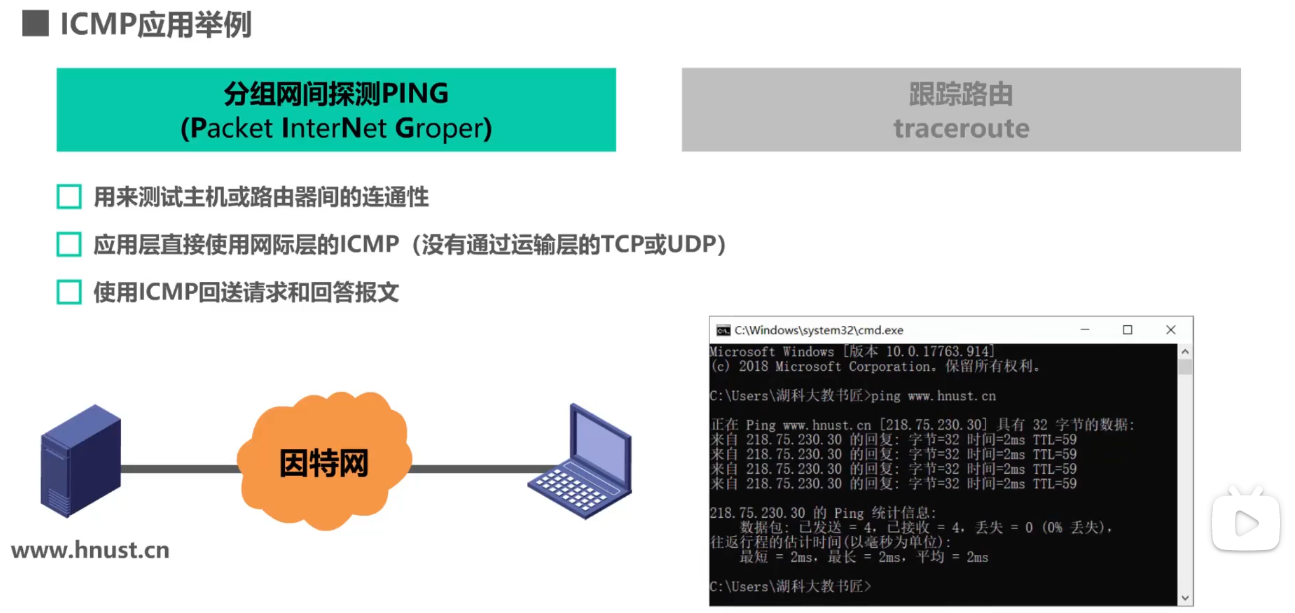 ICMP应用举例
分组网间探测PING
(Packet InterNet Groper)
跟踪路由
traceroute
用来测试主机或路由器间的连通性
应用层直接使用网际层的ICMP（没有通过运输层的TCP或UDP）
使用ICMP回送请求和回答报文
因特网
www.hnust.cn
C:\Windows\system32\cmd.exe
Microsoft Windows [版本 10.0.17763.914]
(c) 2018 Microsoft Corporation。保留所有权利。
C:\Users\湖科大教书匠>ping www.hnust.cn
正在 Ping www.hnust.cn [218.75.230.30] 具有 32 字节的数据:
来自 218.75.230.30 的回复: 字节=32 时间=2ms TTL=59
来自 218.75.230.30 的回复: 字节=32 时间=2ms TTL=59
来自 218.75.230.30 的回复: 字节=32 时间=2ms TTL=59
来自 218.75.230.30 的回复: 字节=32 时间=2ms TTL=59
218.75.230.30 的 Ping 统计信息:
数据包: 已发送 = 4，已接收 = 4，丢失 = 0 (0% 丢失)，
往返行程的估计时间(以毫秒为单位):
最短 = 2ms，最长 = 2ms，平均 = 2ms
C:\Users\湖科大教书匠>